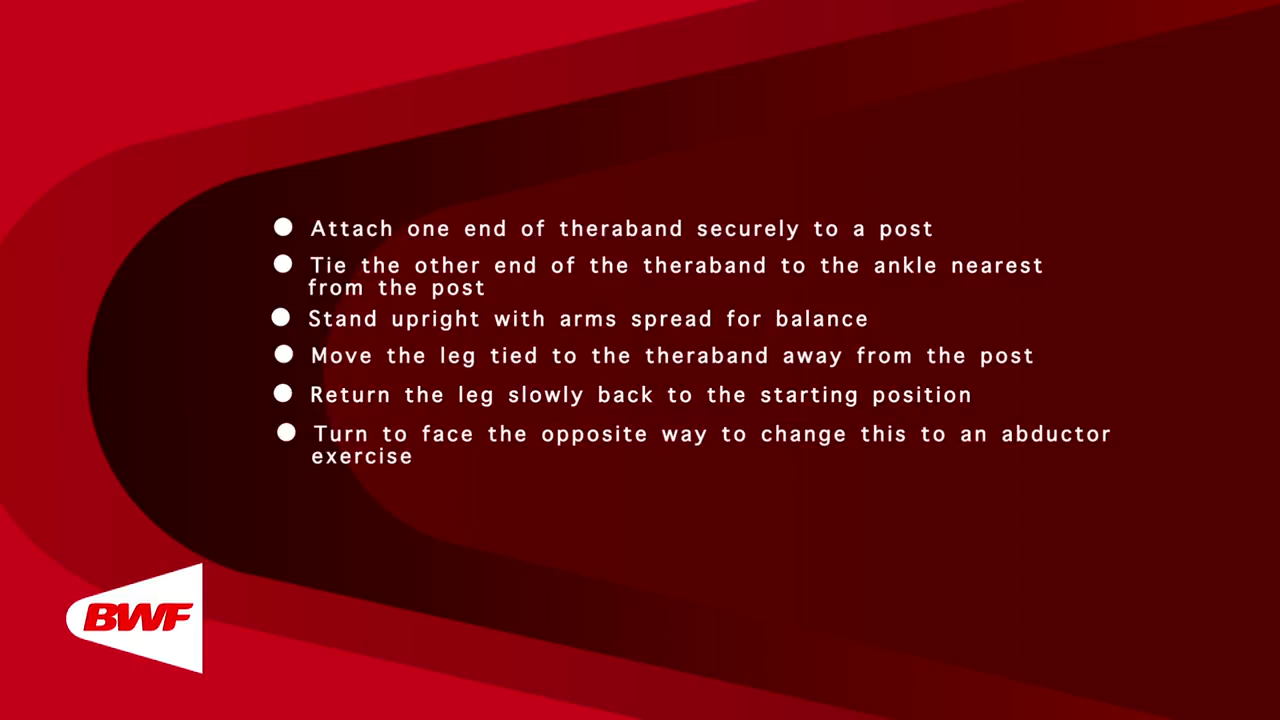 ● Attach one end of theraband securely to a post
● Tie the other end of the theraband to the ankle nearest
from the post
● Stand upright with arms spread for balance
● Move the leg tied to the theraband away from the post
● Return the leg slowly back to the starting position
● Turn to face the opposite way to change this to an abductor
exercise
BWF